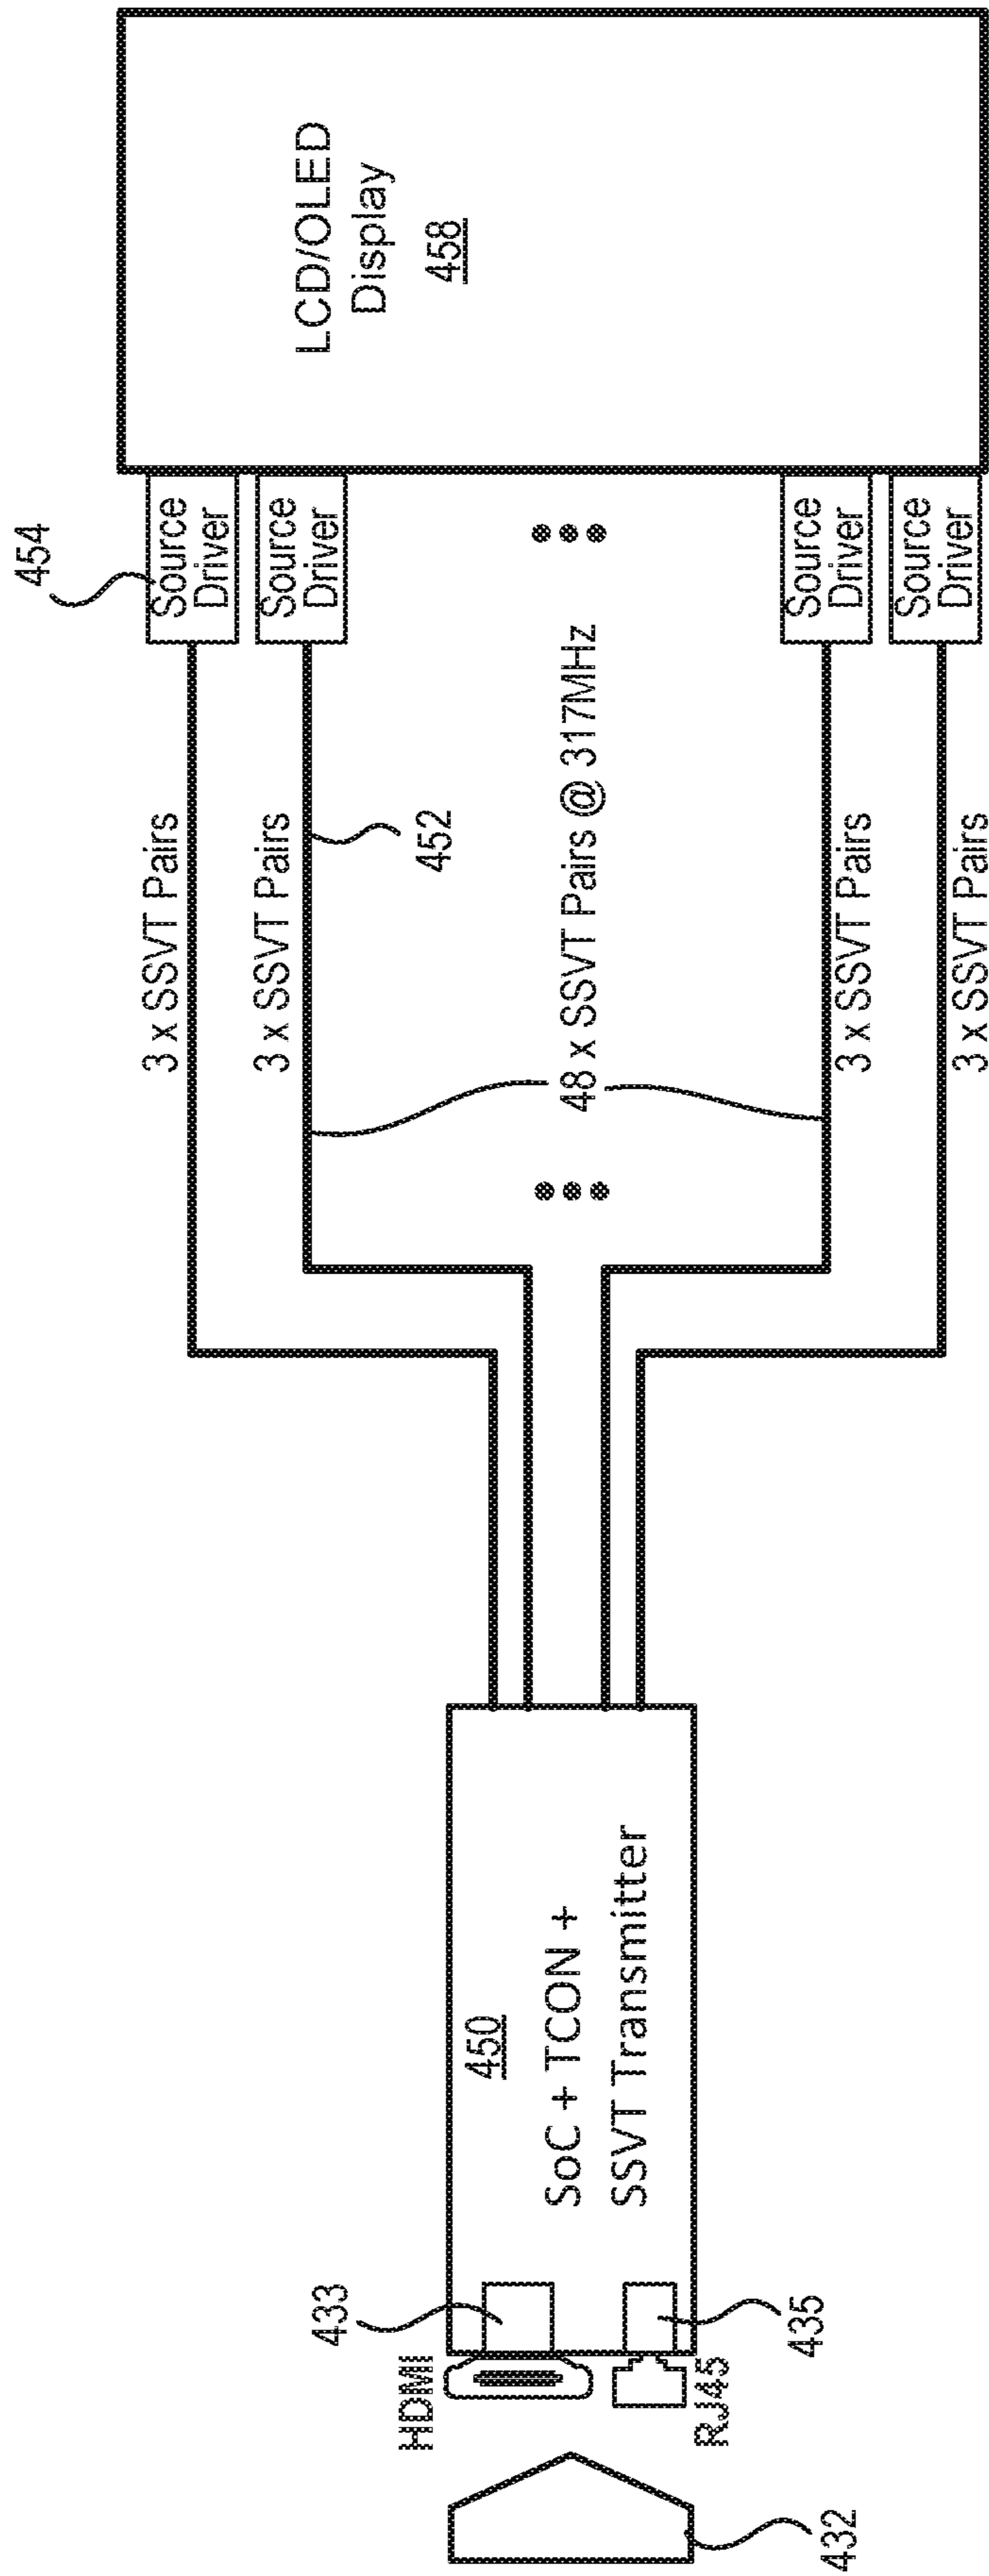 432
HDMI
RJ45
433
435
450
SoC + TCON +
SSVT Transmitter
3 x SSVT Pairs
3 x SSVT Pairs
452
48 x SSVT Pairs @ 317MHz
3 x SSVT Pairs
3 x SSVT Pairs
454
Source
Driver
Source
Driver
Source
Driver
Source
Driver
LCD/OLED
Display
458